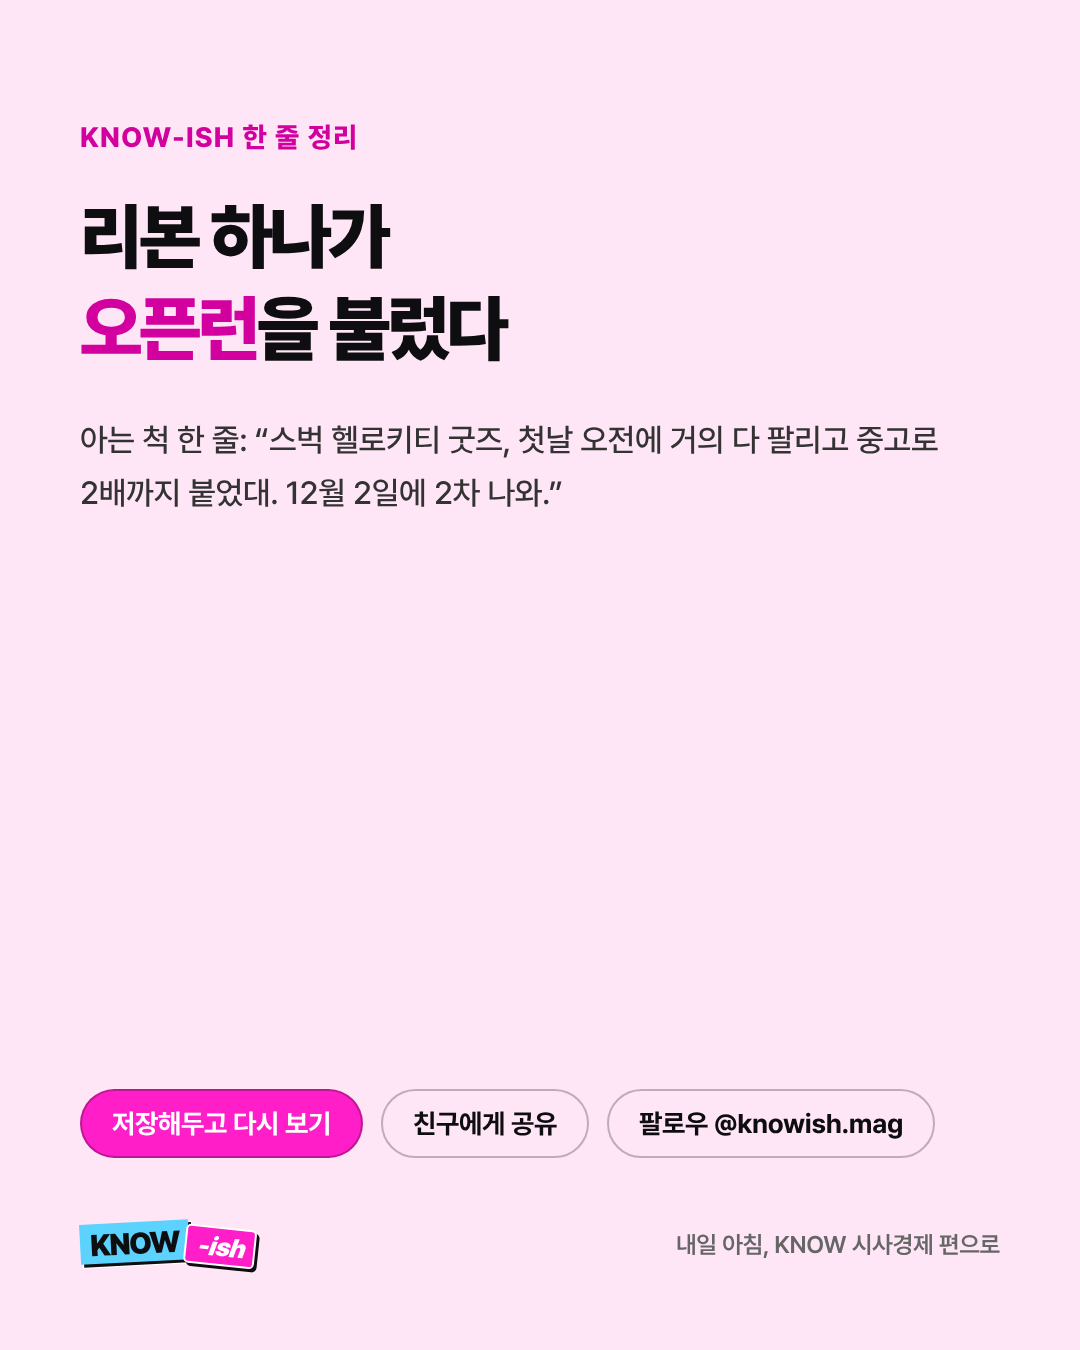 KNOW-ISH 한 줄 정리
리본 하나가
오픈런을 불렀다
아는 척 한 줄: “스벅 헬로키티 굿즈, 첫날 오전에 거의 다 팔리고 중고로
2배까지 붙었대. 12월 2일에 2차 나와.”
저장해두고 다시 보기
친구에게 공유
팔로우 @knowish.mag
KNOW -ish
내일 아침, KNOW 시사경제 편으로